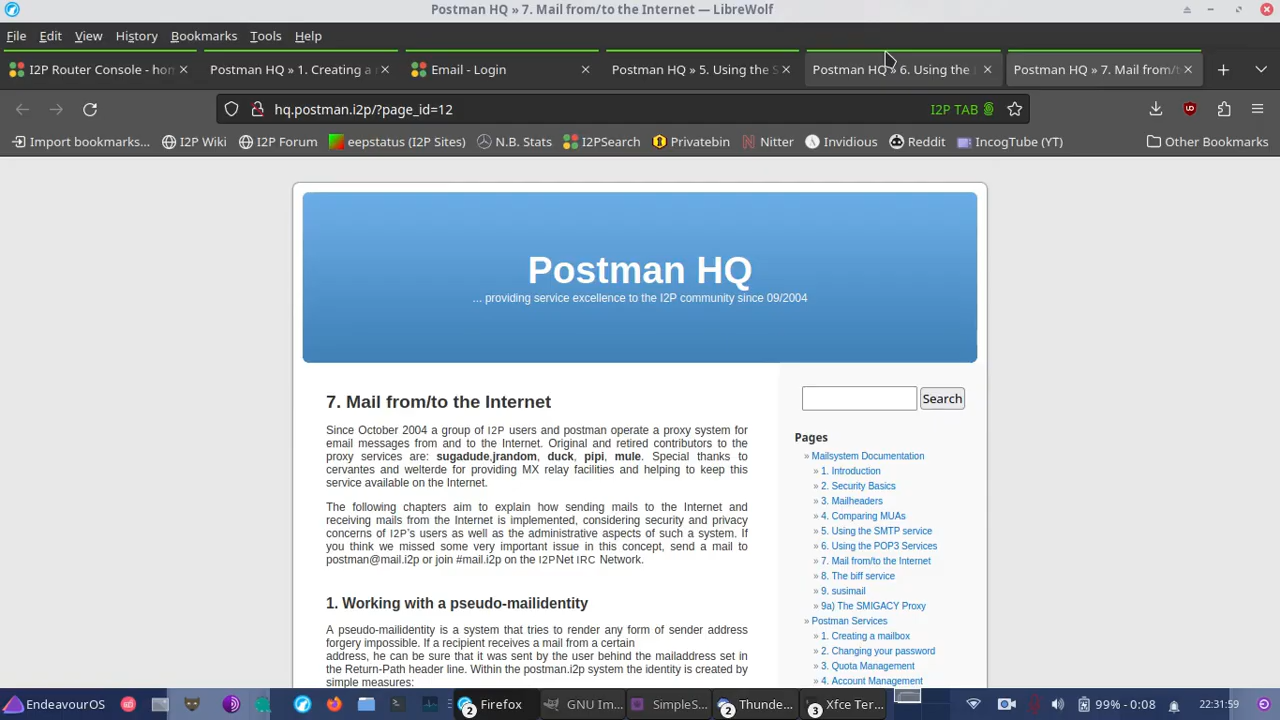 Postman HQ » 7. Mail from/to the Internet — LibreWolf
File Edit View History Bookmarks Tools Help
I2P Router Console - hom
Postman HQ » 1. Creating a
Email - Login
Postman HQ » 5. Using the S
Postman HQ » 6. Using the
Postman HQ » 7. Mail from/t
hq.postman.i2p/?page_id=12
I2P TAB
Import bookmarks... I2P Wiki I2P Forum eepstatus (I2P Sites) N.B. Stats I2PSearch Privatebin Nitter Invidious Reddit IncogTube (YT) Other Bookmarks
Postman HQ
... providing service excellence to the I2P community since 09/2004
7. Mail from/to the Internet
Since October 2004 a group of I2P users and postman operate a proxy system for
email messages from and to the Internet. Original and retired contributors to the
proxy services are: sugadude,jrandom, duck, pipi, mule. Special thanks to
cervantes and welterde for providing MX relay facilities and helping to keep this
service available on the Internet.
The following chapters aim to explain how sending mails to the Internet and
receiving mails from the Internet is implemented, considering security and privacy
concerns of I2P's users as well as the administrative aspects of such a system. If
you think we missed some very important issue in this concept, send a mail to
postman@mail.i2p or join #mail.i2p on the I2PNet IRC Network.
1. Working with a pseudo-mailidentity
A pseudo-mailidentity is a system that tries to render any form of sender address
forgery impossible. If a recipient receives a mail from a certain
address, he can be sure that it was sent by the user behind the mailaddress set in
the Return-Path header line. Within the postman.i2p system the identity is created by
simple measures:
Search
Pages
» Mailsystem Documentation
» 1. Introduction
» 2. Security Basics
» 3. Mailheaders
» 4. Comparing MUAs
» 5. Using the SMTP service
» 6. Using the POP3 Services
» 7. Mail from/to the Internet
» 8. The biff service
» 9. susimail
» 9a) The SMIGACY Proxy
» Postman Services
» 1. Creating a mailbox
» 2. Changing your password
» 3. Quota Management
» 4. Account Management
EndeavourOS
2 Firefox
GNU Im...
SimpleS...
2 Thunde...
3 Xfce Ter...
99% - 0:08
22:31:59